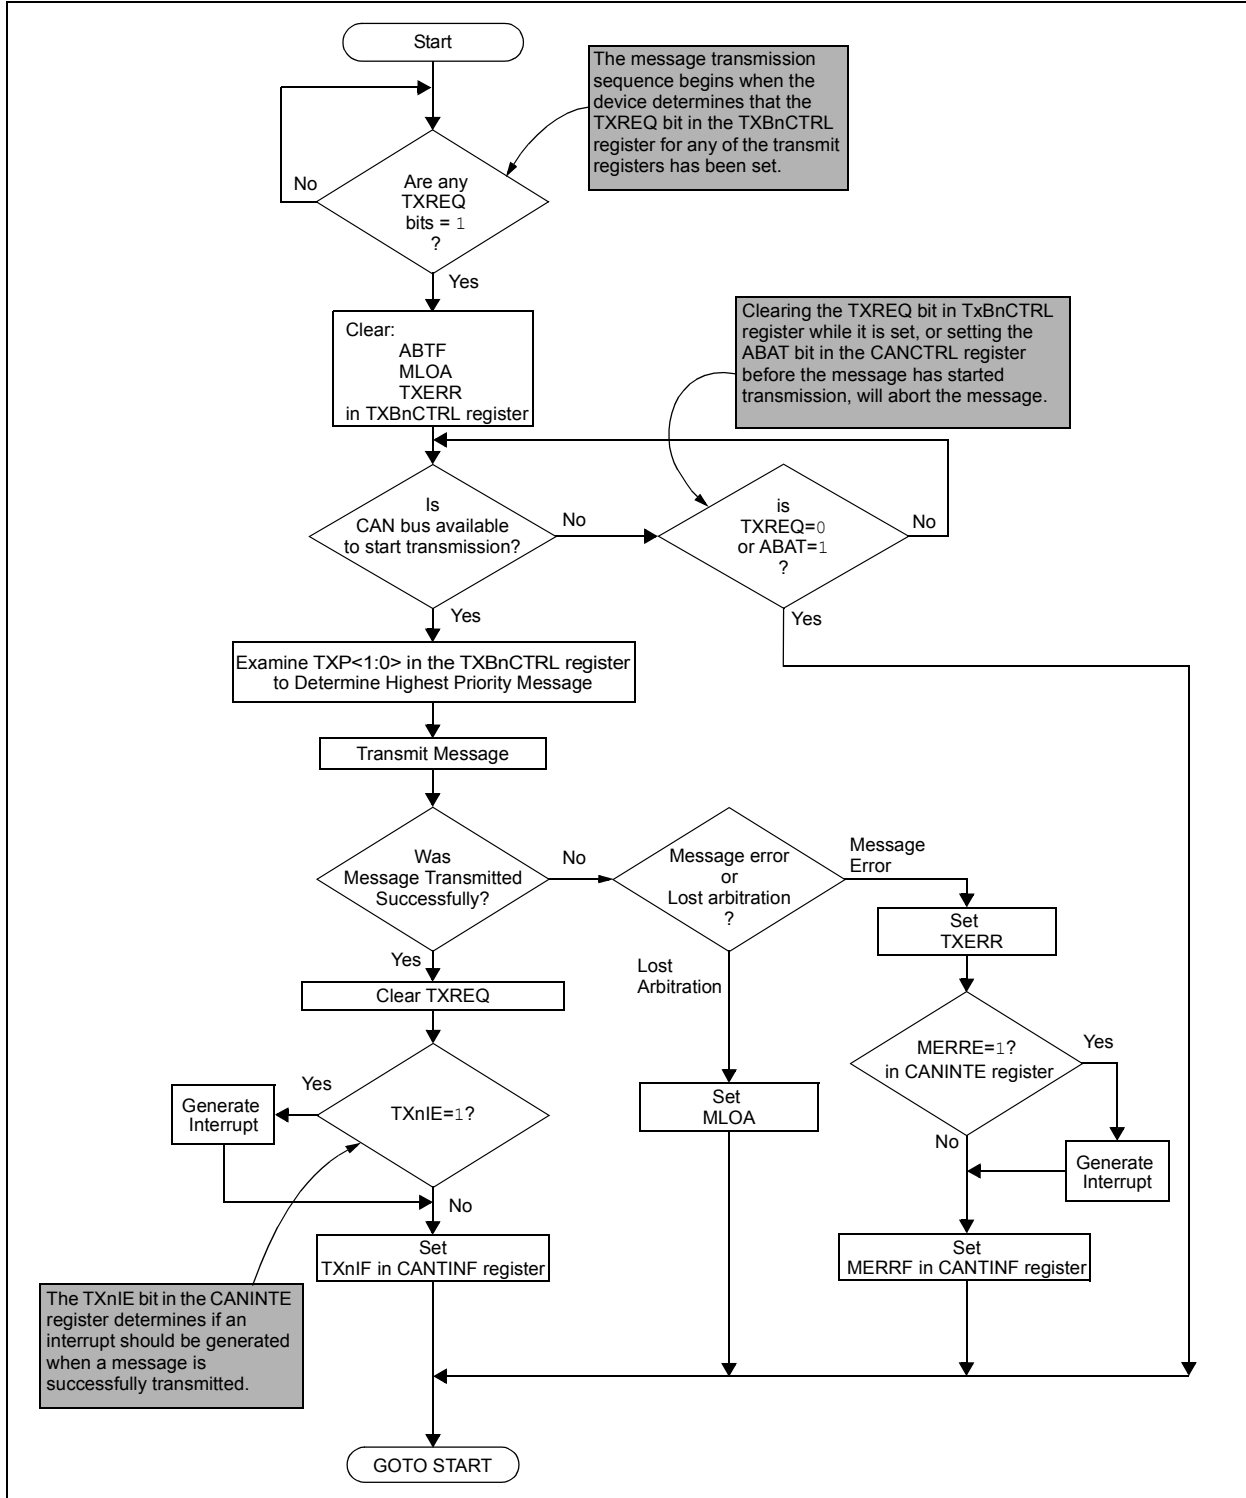 Start
The message transmission
sequence begins when the
device determines that the
TXREQ bit in the TXBnCTRL
register for any of the transmit
registers has been set.
No
Are any
TXREQ
bits = 1
?
Yes
Clear:
ABTF
MLOA
TXERR
in TXBnCTRL register
Clearing the TXREQ bit in TxBnCTRL
register while it is set, or setting the
ABAT bit in the CANCTRL register
before the message has started
transmission, will abort the message.
Is
CAN bus available
to start transmission?
No
is
TXREQ=0
or ABAT=1
?
No
Yes
Yes
Examine TXP<1:0> in the TXBnCTRL register
to Determine Highest Priority Message
Transmit Message
Was
Message Transmitted
Successfully?
No
Message error
or
Lost arbitration
?
Message
Error
Set
TXERR
Yes
Lost
Arbitration
Clear TXREQ
MERRE=1?
in CANINTE register
Yes
Yes
Generate
Interrupt
TXnIE=1?
Set
MLOA
No
Generate
Interrupt
No
Set
TXnIF in CANTINF register
Set
MERRF in CANTINF register
The TXnIE bit in the CANINTE
register determines if an
interrupt should be generated
when a message is
successfully transmitted.
GOTO START